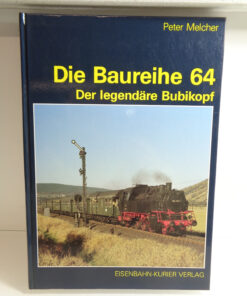 Peter Melcher
Die Baureihe 64
Der legendäre Bubikopf
EISENBAHN-KURIER VERLAG